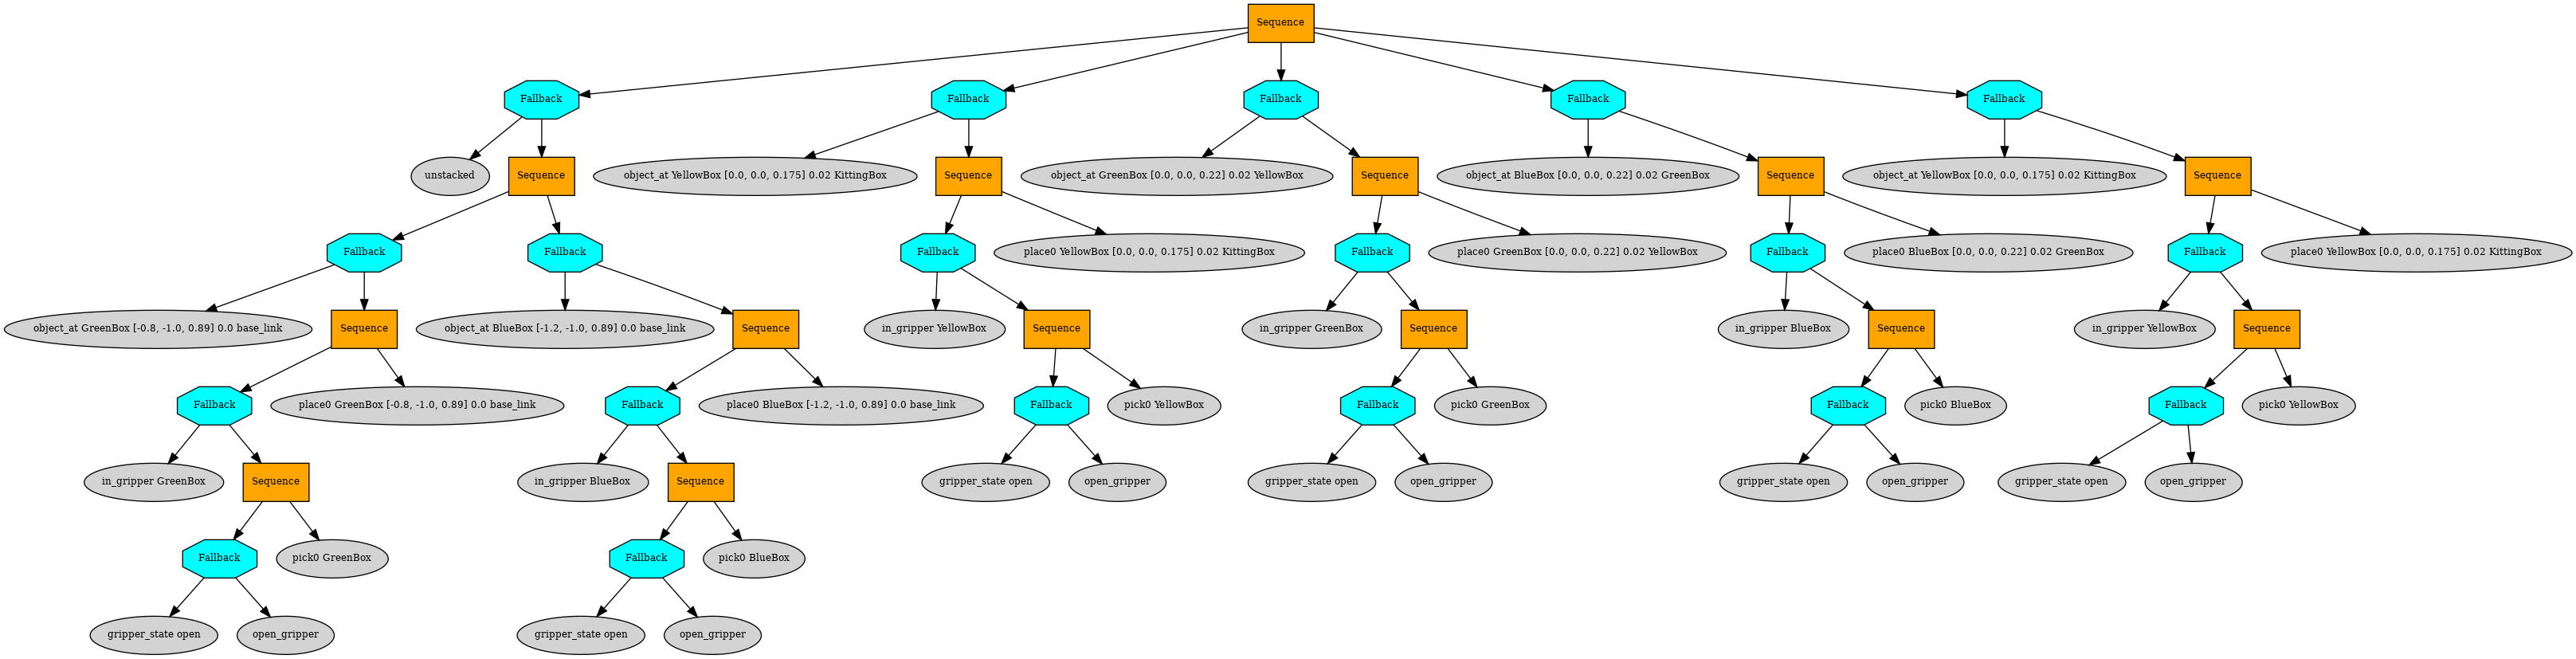 Sequence
Fallback
Fallback
Fallback
Fallback
Fallback
unstacked
Sequence
object_at YellowBox [0.0, 0.0, 0.175] 0.02 KittingBox
Sequence
object_at GreenBox [0.0, 0.0, 0.22] 0.02 YellowBox
Sequence
object_at BlueBox [0.0, 0.0, 0.22] 0.02 GreenBox
Sequence
object_at YellowBox [0.0, 0.0, 0.175] 0.02 KittingBox
Sequence
Fallback
Fallback
Fallback
place0 YellowBox [0.0, 0.0, 0.175] 0.02 KittingBox
Fallback
place0 GreenBox [0.0, 0.0, 0.22] 0.02 YellowBox
Fallback
place0 BlueBox [0.0, 0.0, 0.22] 0.02 GreenBox
Fallback
place0 YellowBox [0.0, 0.0, 0.175] 0.02 KittingBox
object_at GreenBox [-0.8, -1.0, 0.89] 0.0 base_link
Sequence
object_at BlueBox [-1.2, -1.0, 0.89] 0.0 base_link
Sequence
in_gripper YellowBox
Sequence
in_gripper GreenBox
Sequence
in_gripper BlueBox
Sequence
in_gripper YellowBox
Sequence
Fallback
place0 GreenBox [-0.8, -1.0, 0.89] 0.0 base_link
Fallback
place0 BlueBox [-1.2, -1.0, 0.89] 0.0 base_link
Fallback
pick0 YellowBox
Fallback
pick0 GreenBox
Fallback
pick0 BlueBox
Fallback
pick0 YellowBox
in_gripper GreenBox
Sequence
in_gripper BlueBox
Sequence
gripper_state open
open_gripper
gripper_state open
open_gripper
gripper_state open
open_gripper
gripper_state open
open_gripper
Fallback
pick0 GreenBox
Fallback
pick0 BlueBox
gripper_state open
open_gripper
gripper_state open
open_gripper